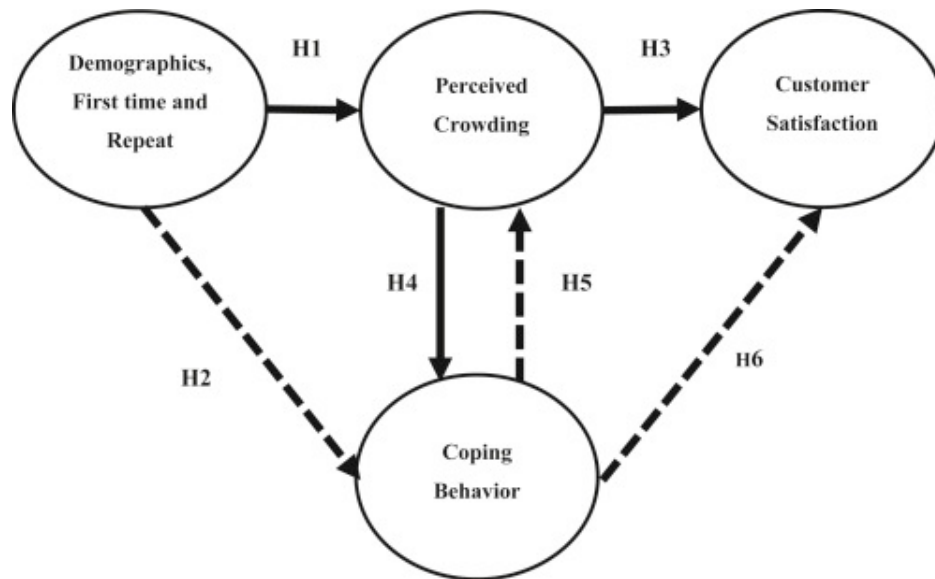 H1
H3
Demographics,
First time and
Repeat
Perceived
Crowding
Customer
Satisfaction
H4
H5
H2
H6
Coping
Behavior